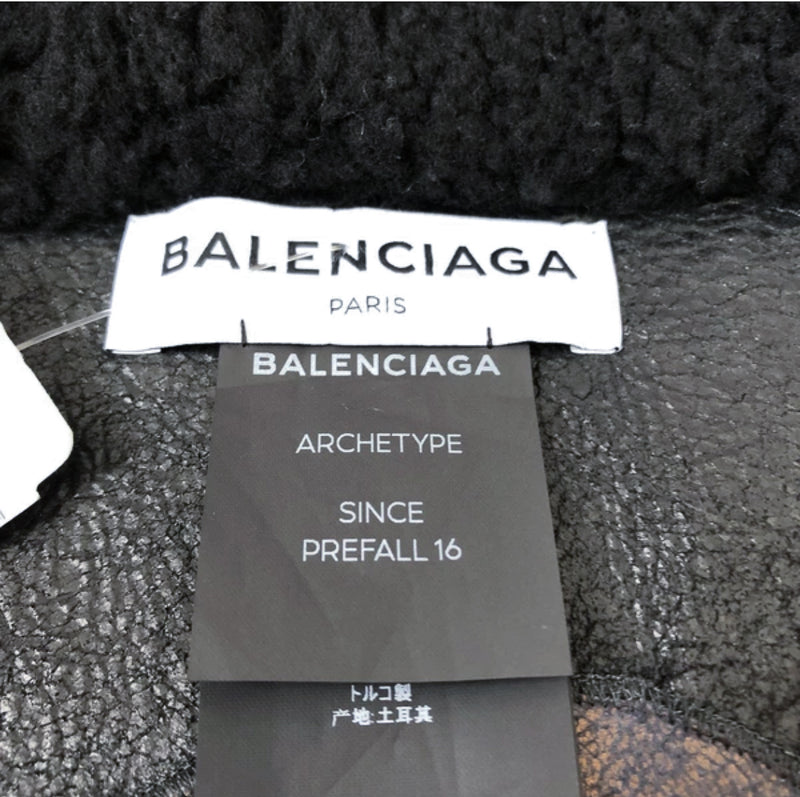 BALENCIAGA
PARIS
BALENCIAGA
ARCHETYPE
SINCE
PREFALL 16
トルコ製
产地:土耳其